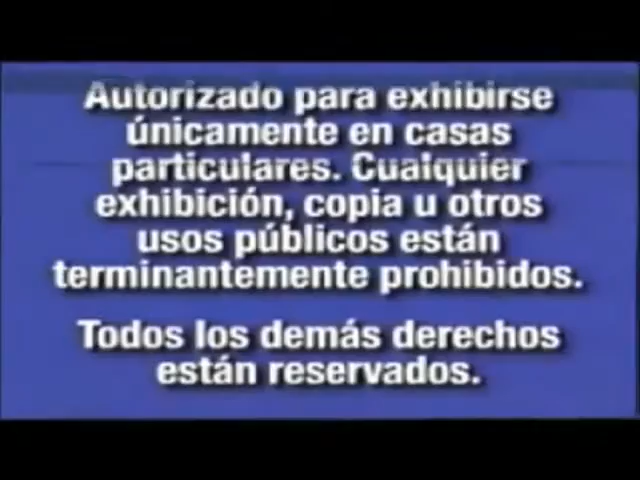 Autorizado para exhibirse
únicamente en casas
particulares. Cualquier
exhibición, copia u otros
usos públicos están
terminantemente prohibidos.
Todos los demás derechos
están reservados.